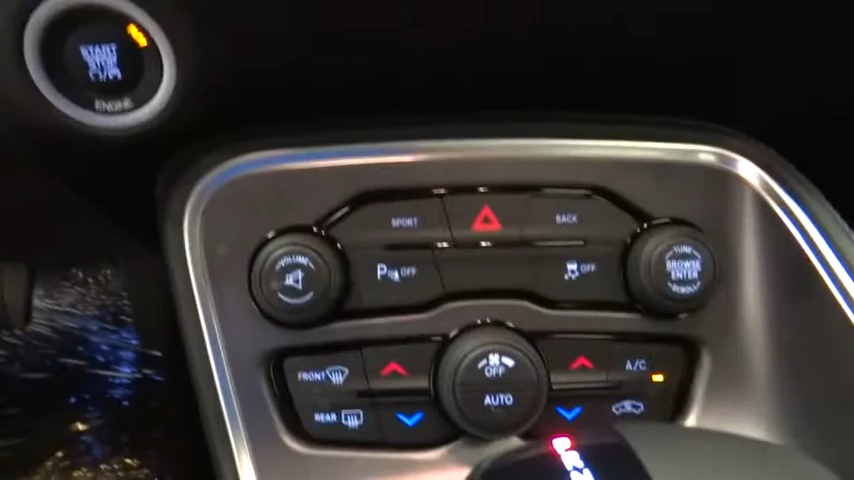 START
STOP
ENGINE
SPORT
BACK
VOLUME
P OFF
OFF
TUNE
BROWSE
ENTER
SCROLL
FRONT
OFF
A/C
AUTO
REAR